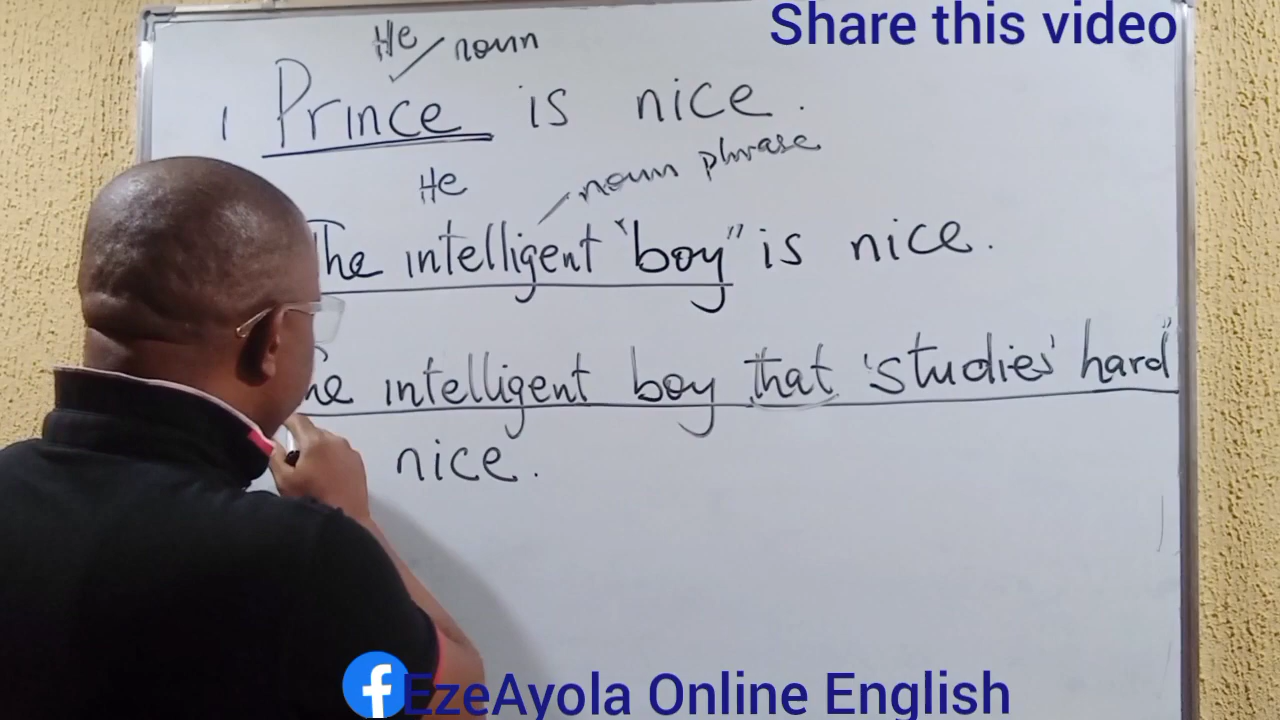 Share this video
He noun
1 Prince is nice.
He noun phrase
The intelligent "boy" is nice.
he intelligent boy that 'studies' hard"
nice.
EzeAyola Online English